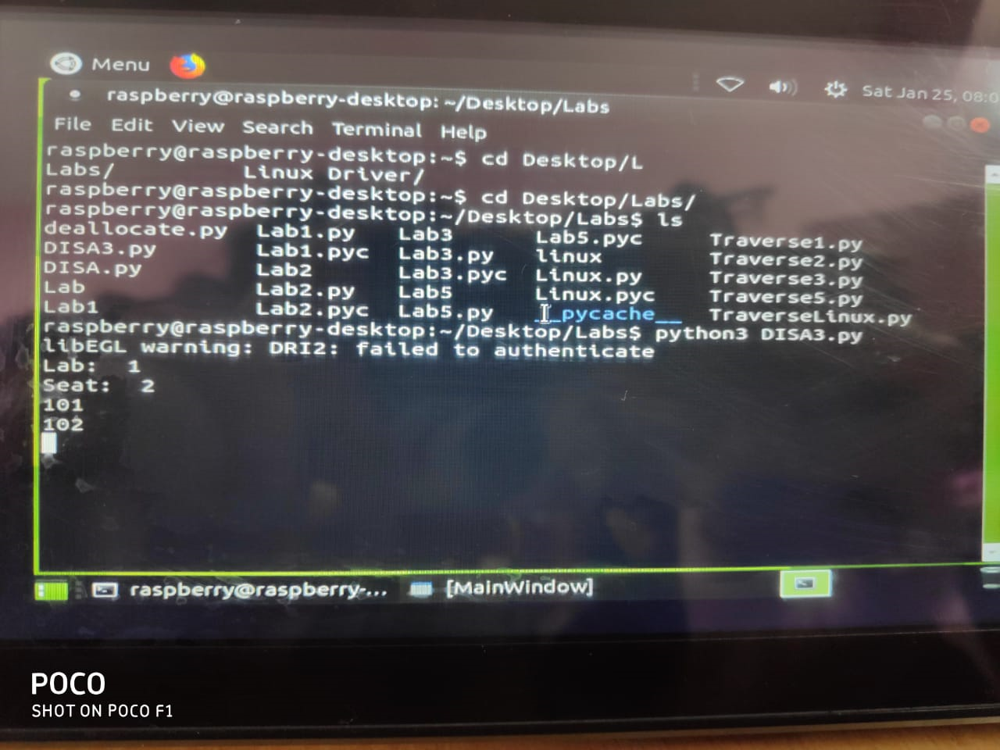 Menu
Sat Jan 25, 08:0
raspberry@raspberry-desktop: ~/Desktop/Labs
File Edit View Search Terminal Help
raspberry@raspberry-desktop:~$ cd Desktop/L
Labs/ Linux Driver/
raspberry@raspberry-desktop:~$ cd Desktop/Labs/
raspberry@raspberry-desktop:~/Desktop/Labs$ ls
deallocate.py Lab1.py Lab3 Lab5.pyc Traverse1.py
DISA3.py Lab1.pyc Lab3.py linux Traverse2.py
DISA.py Lab2 Lab3.pyc Linux.py Traverse3.py
Lab Lab2.py Lab5 Linux.pyc Traverse5.py
Lab1 Lab2.pyc Lab5.py __pycache__ TraverseLinux.py
raspberry@raspberry-desktop:~/Desktop/Labs$ python3 DISA3.py
libEGL warning: DRI2: failed to authenticate
Lab: 1
Seat: 2
101
102
raspberry@raspberry-... [MainWindow]
POCO
SHOT ON POCO F1